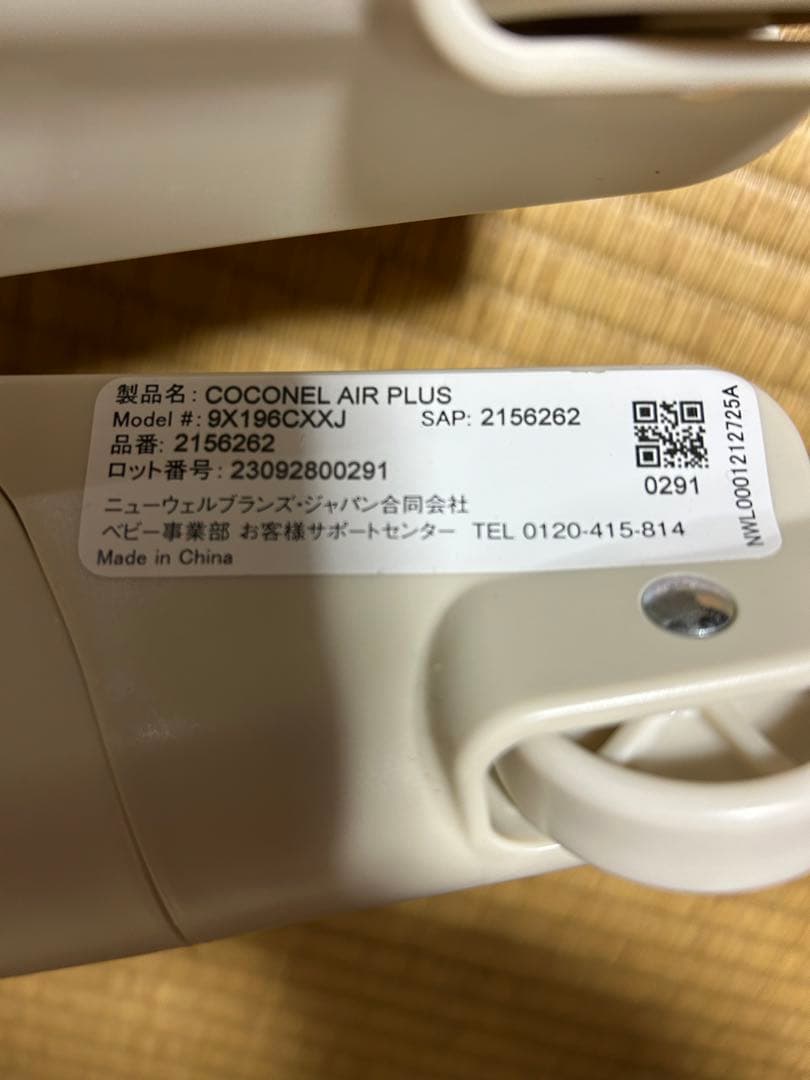 製品名: COCONEL AIR PLUS
Model #: 9X196CXXJ SAP: 2156262
品番: 2156262
ロット番号: 23092800291
0291
ニューウェルブランズ・ジャパン合同会社
ベビー事業部 お客様サポートセンター TEL 0120-415-814
Made in China
NWL0001212725A